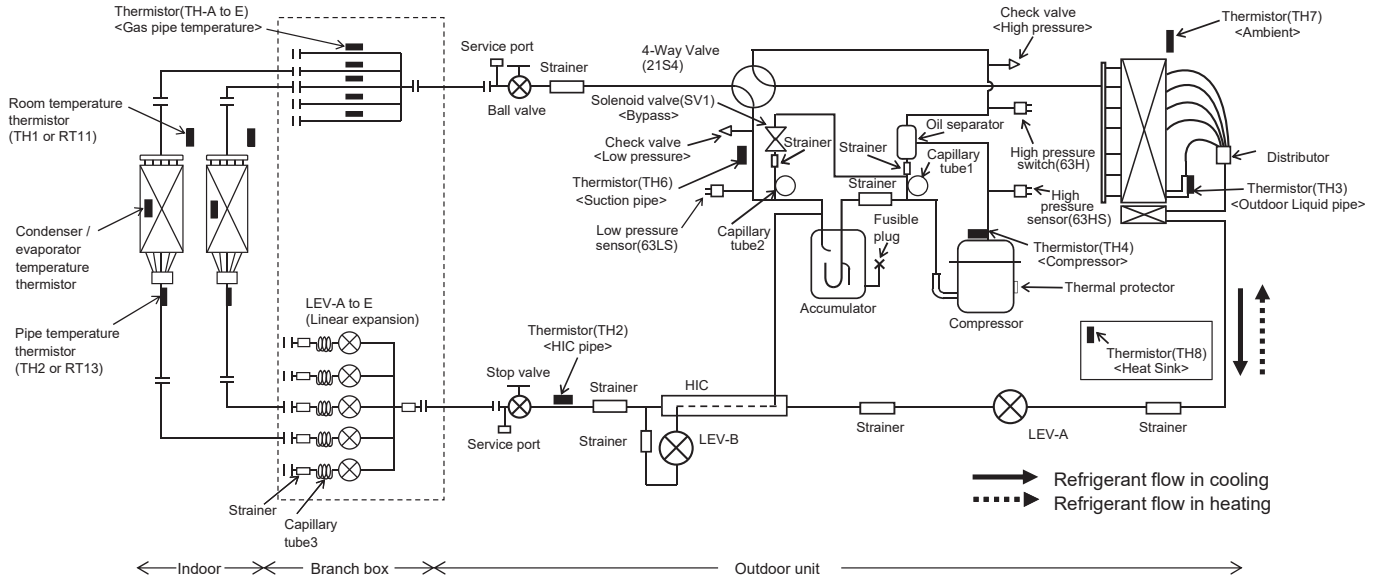 Thermistor(TH-A to E)
<Gas pipe temperature>
Room temperature
thermistor
(TH1 or RT11)
Condenser /
evaporator
temperature
thermistor
Pipe temperature
thermistor
(TH2 or RT13)
LEV-A to E
(Linear expansion)
Strainer
Capillary
tube3
Service port
Strainer
Ball valve
4-Way Valve
(21S4)
Solenoid valve(SV1)
<Bypass>
Check valve
<Low pressure>
Strainer
Thermistor(TH6)
<Suction pipe>
Low pressure
sensor(63LS)
Capillary
tube2
Oil separator
Strainer
Capillary
tube1
Strainer
Fusible
plug
Accumulator
Check valve
<High pressure>
High pressure
switch(63H)
High
pressure
sensor(63HS)
Thermistor(TH4)
<Compressor>
Thermal protector
Compressor
Thermistor(TH7)
<Ambient>
Distributor
Thermistor(TH3)
<Outdoor Liquid pipe>
Thermistor(TH8)
<Heat Sink>
Thermistor(TH2)
<HIC pipe>
Stop valve
Service port
Strainer
Strainer
HIC
LEV-B
Strainer
LEV-A
Strainer
Refrigerant flow in cooling
Refrigerant flow in heating
Indoor
Branch box
Outdoor unit